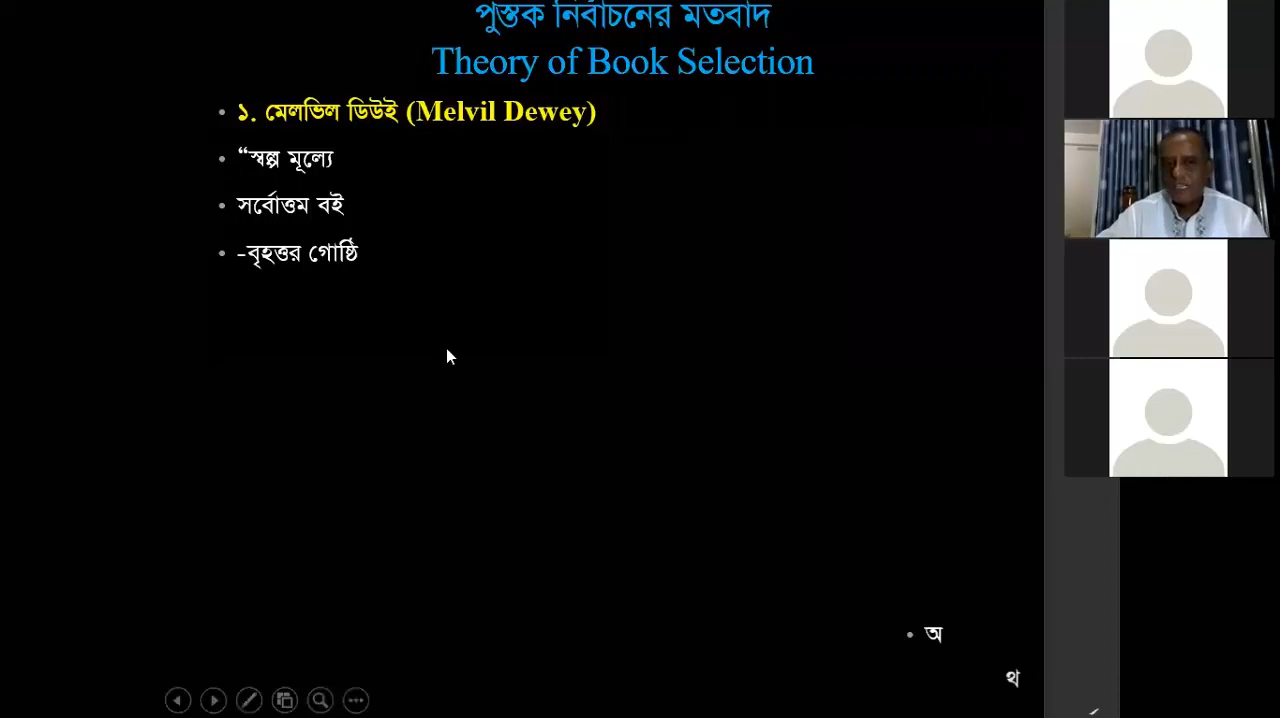 পুস্তক নির্বাচনের মতবাদ
Theory of Book Selection
• ১. মেলভিল ডিউই (Melvil Dewey)
• “স্বল্প মূল্যে
• সর্বোত্তম বই
• -বৃহত্তর গোষ্ঠি
• অ
থ